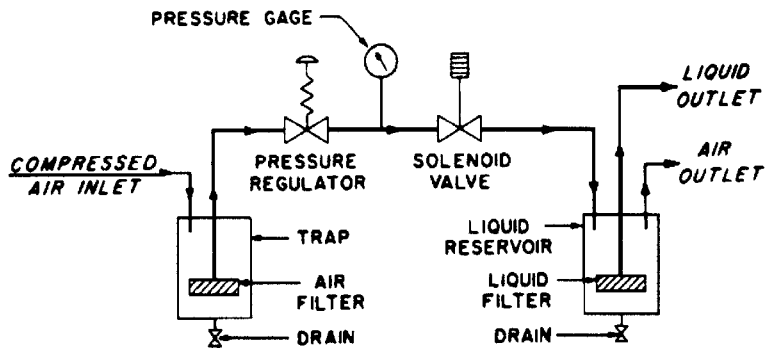 PRESSURE GAGE
LIQUID
OUTLET
COMPRESSED
AIR INLET
PRESSURE
REGULATOR
SOLENOID
VALVE
AIR
OUTLET
TRAP
LIQUID
RESERVOIR
AIR
FILTER
LIQUID
FILTER
DRAIN
DRAIN